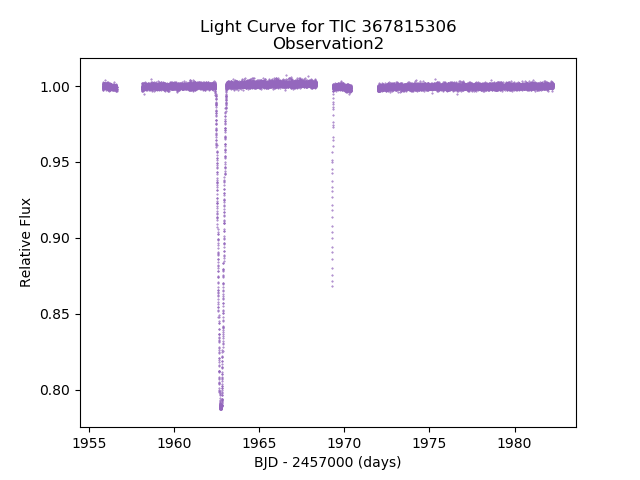 Light Curve for TIC 367815306
Observation2
1.00
0.95
0.90
0.85
0.80
Relative Flux
1955 1960 1965 1970 1975 1980
BJD - 2457000 (days)